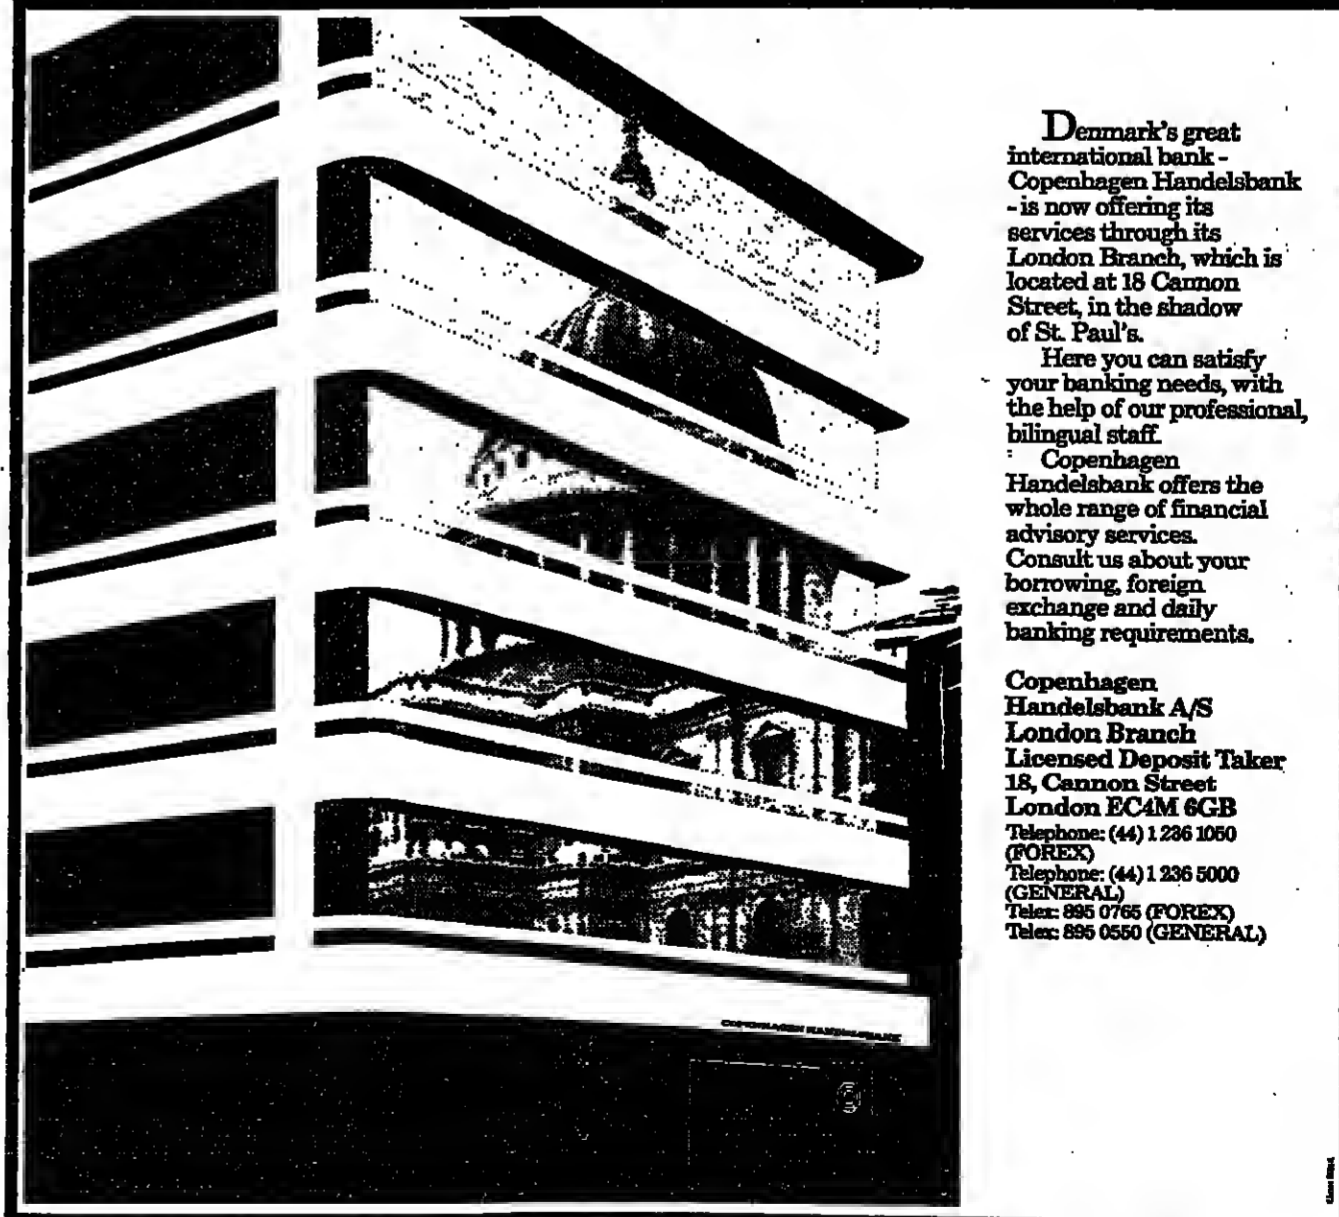 Denmark's great
international bank -
Copenhagen Handelsbank
- is now offering its
services through its
London Branch, which is
located at 18 Cannon
Street, in the shadow
of St. Paul's.
Here you can satisfy
your banking needs, with
the help of our professional,
bilingual staff.
Copenhagen
Handelsbank offers the
whole range of financial
advisory services.
Consult us about your
borrowing, foreign
exchange and daily
banking requirements.
Copenhagen
Handelsbank A/S
London Branch
Licensed Deposit Taker
18, Cannon Street
London EC4M 6GB
Telephone: (44) 1 236 1050
(FOREX)
Telephone: (44) 1 236 5000
(GENERAL)
Telex: 895 0765 (FOREX)
Telex: 895 0550 (GENERAL)
COPENHAGEN HANDELSBANK